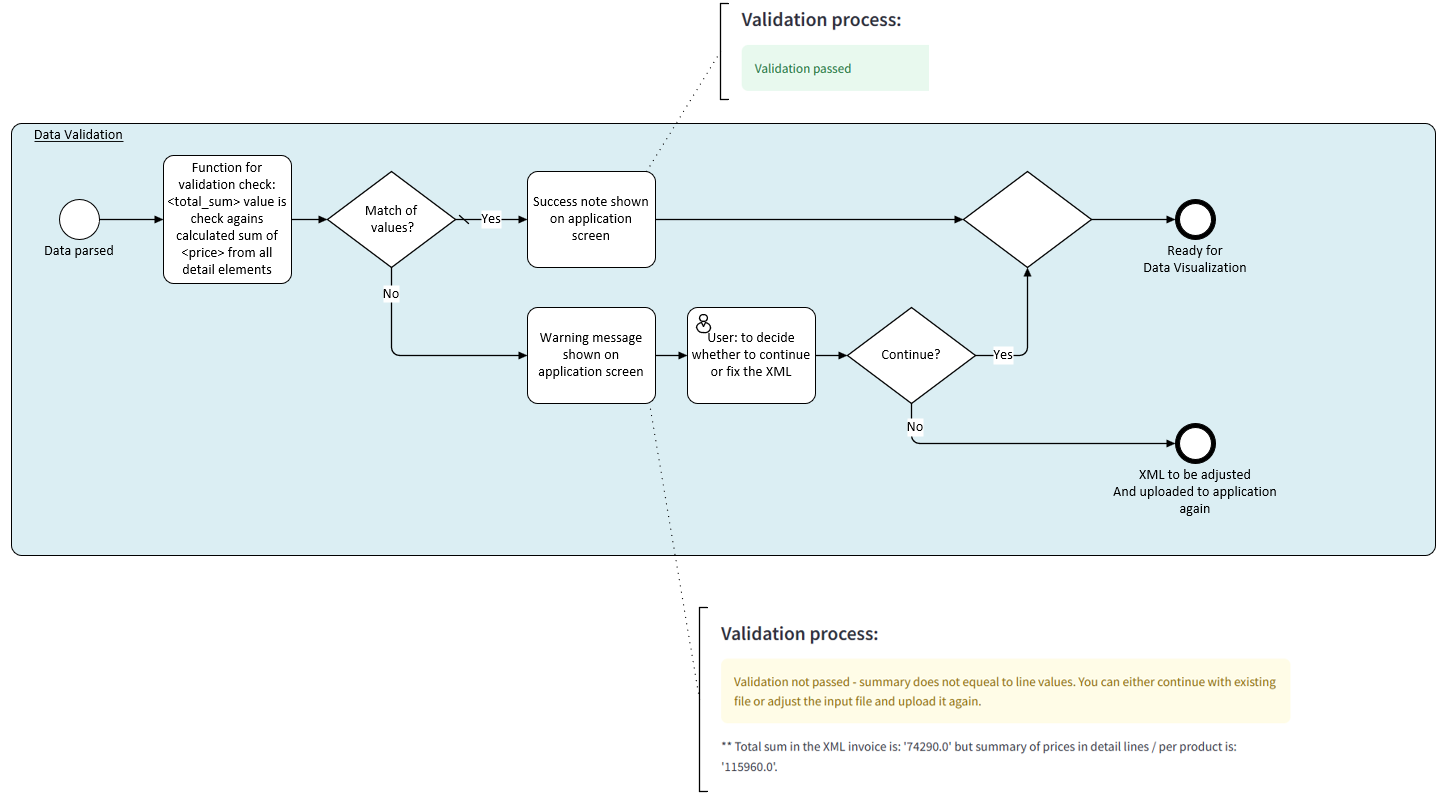 Validation process:
Validation passed
Data Validation
Data parsed
Function for
validation check:
<total_sum> value is
check agains
calculated sum of
<price> from all
detail elements
Match of
values?
Yes
Success note shown
on application
screen
Ready for
Data Visualization
No
Warning message
shown on
application screen
User: to decide
whether to continue
or fix the XML
Continue?
Yes
No
XML to be adjusted
And uploaded to application
again
Validation process:
Validation not passed - summary does not equeal to line values. You can either continue with existing
file or adjust the input file and upload it again.
** Total sum in the XML invoice is: '74290.0' but summary of prices in detail lines / per product is:
'115960.0'.